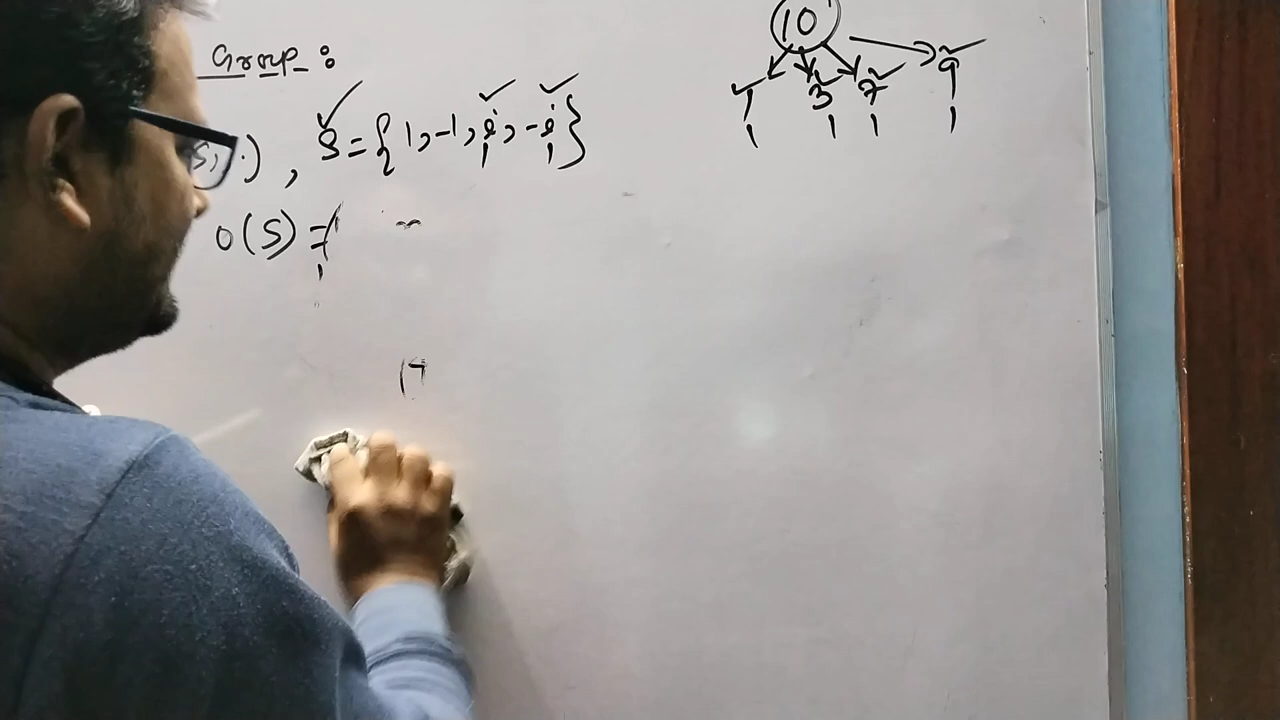 Group :
(S, .), S = {1, -1, i, -i}
O(S) =
10
1 3 7 9
1 1 1 1